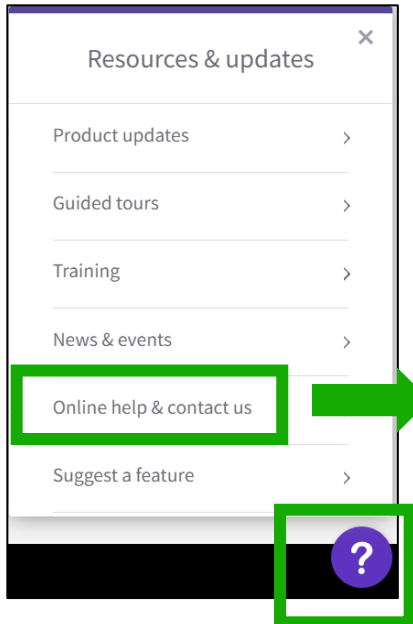 Resources & updates
Product updates
Guided tours
Training
News & events
Online help & contact us
Suggest a feature
?